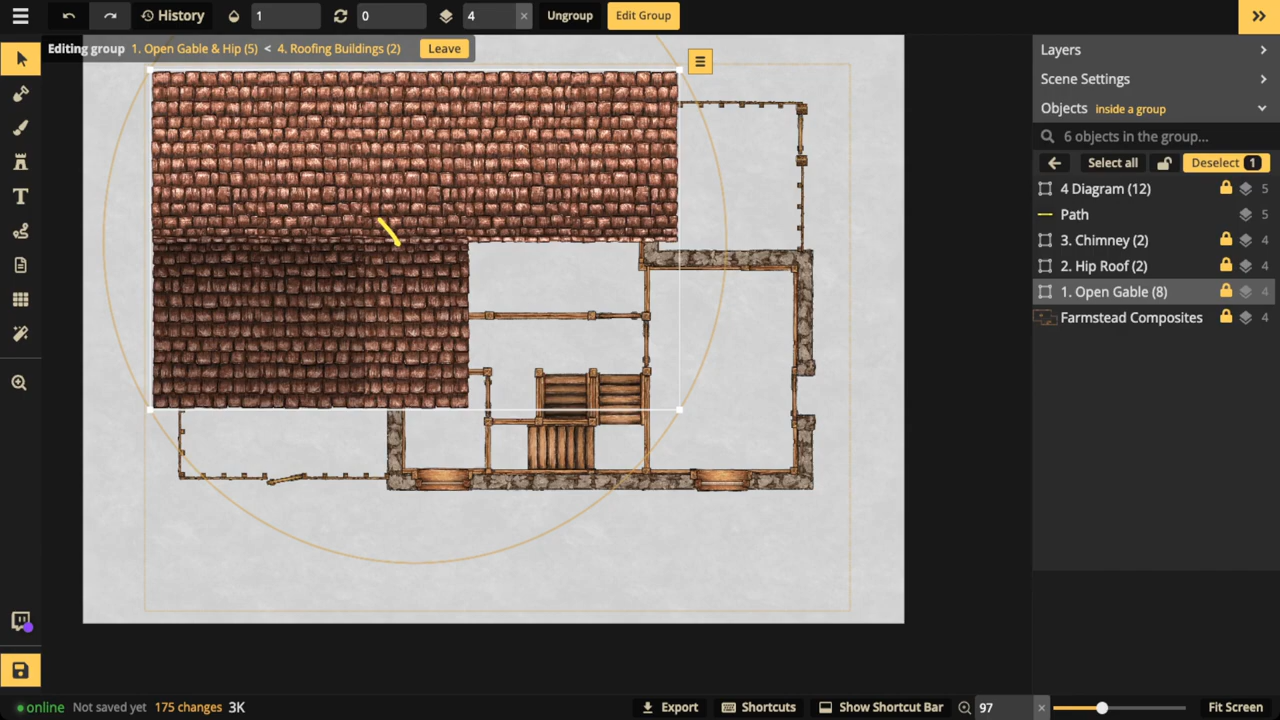 History
1
0
4
Ungroup
Edit Group
Editing group 1. Open Gable & Hip (5) < 4. Roofing Buildings (2)
Leave
Layers
Scene Settings
Objects inside a group
6 objects in the group...
Select all
Deselect 1
4 Diagram (12) 5
Path 5
3. Chimney (2) 4
2. Hip Roof (2) 4
1. Open Gable (8) 4
Farmstead Composites 4
online Not saved yet 175 changes 3K
Export
Shortcuts
Show Shortcut Bar
97
Fit Screen